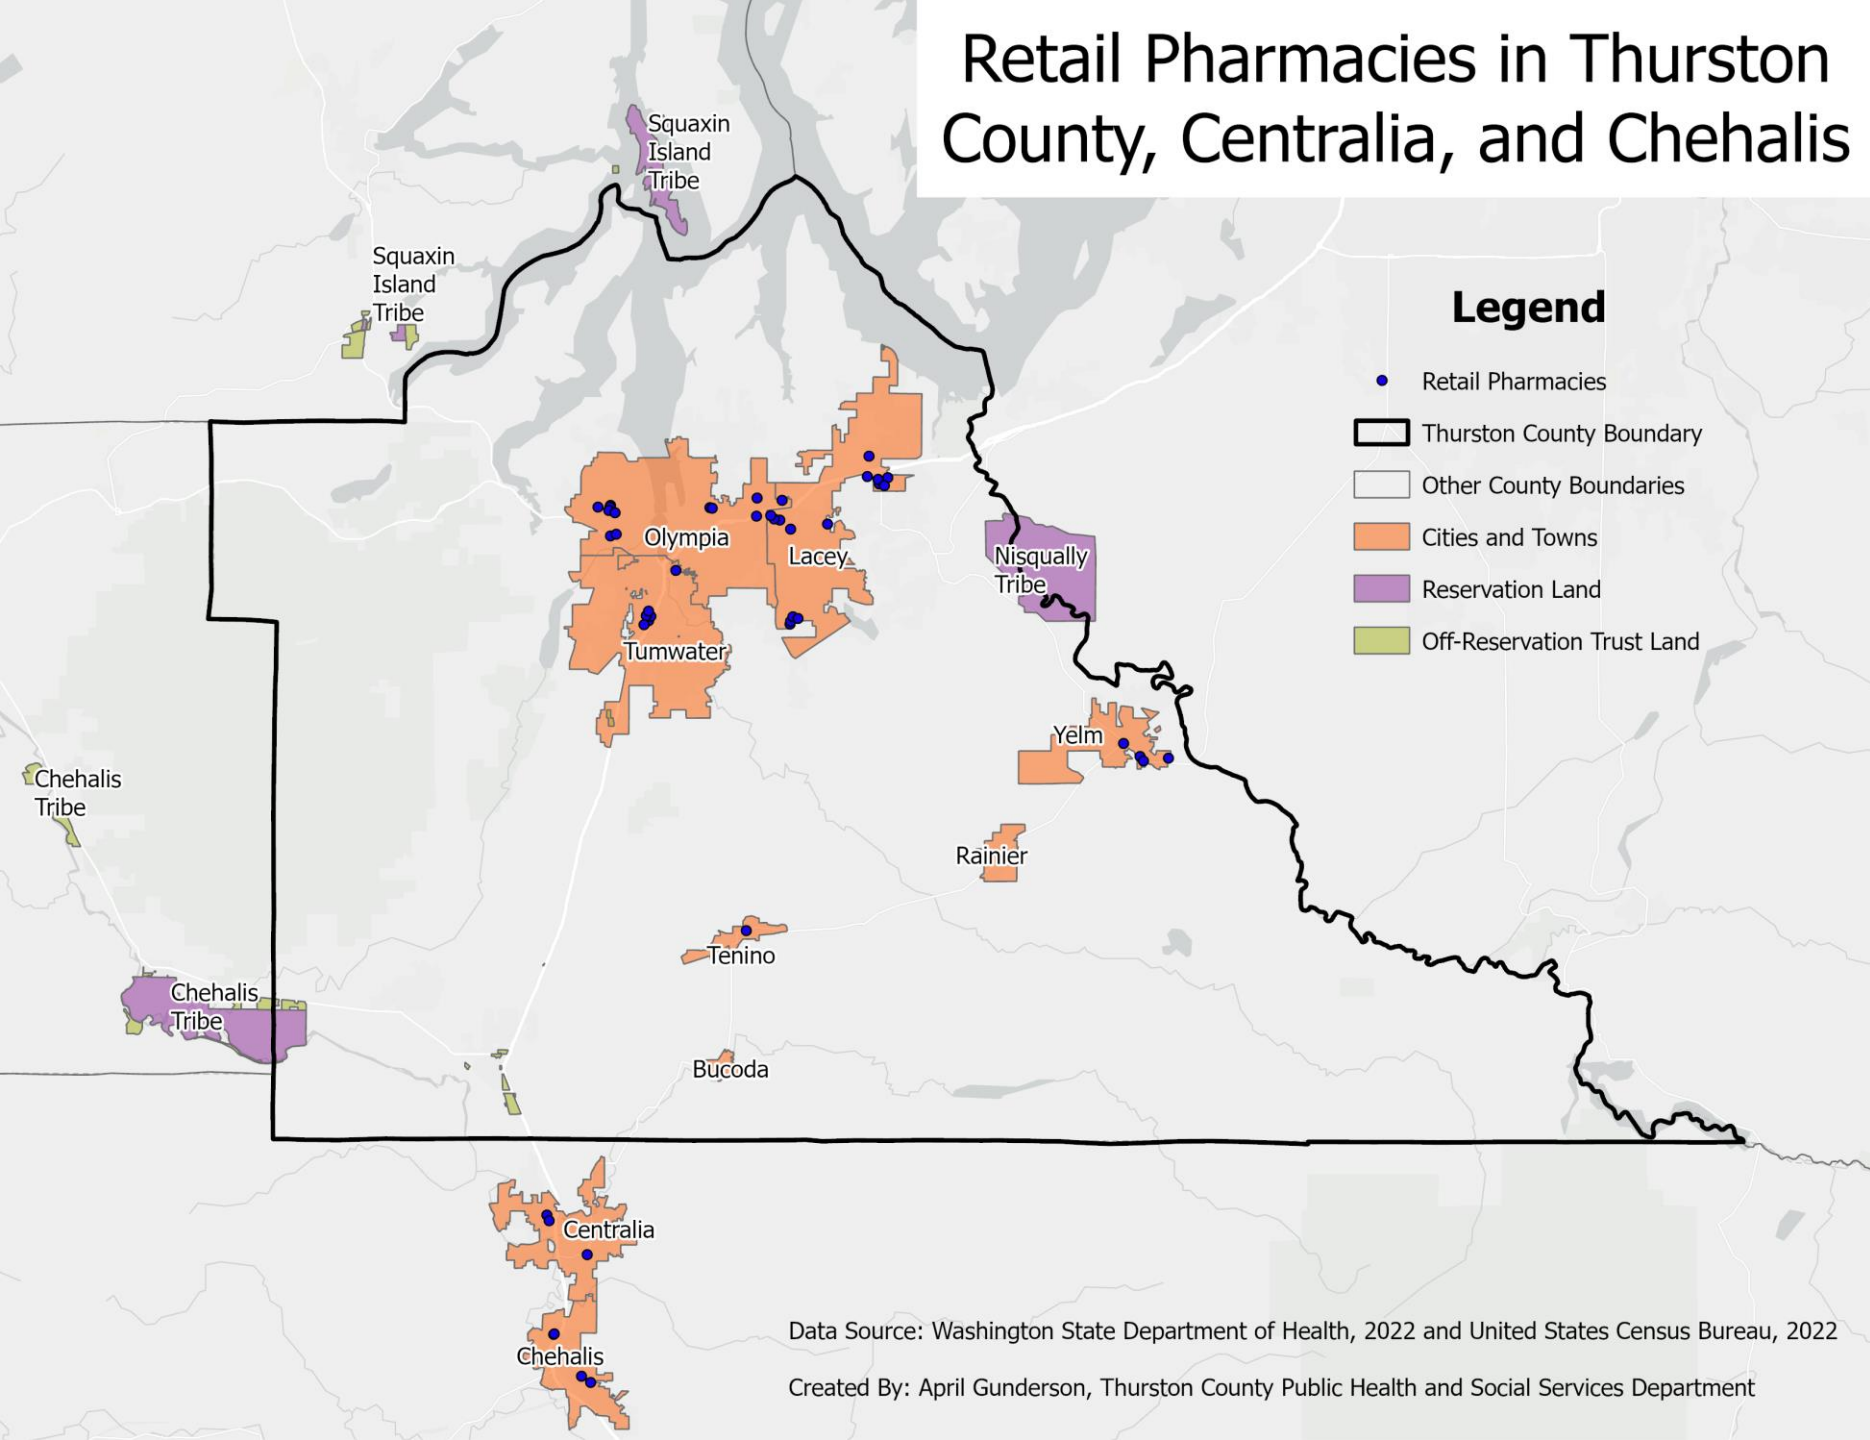 Retail Pharmacies in Thurston
County, Centralia, and Chehalis
Squaxin
Island
Tribe
Squaxin
Island
Tribe
Legend
Retail Pharmacies
Thurston County Boundary
Other County Boundaries
Cities and Towns
Reservation Land
Off-Reservation Trust Land
Olympia
Lacey
Nisqually
Tribe
Tumwater
Yelm
Chehalis
Tribe
Rainier
Tenino
Chehalis
Tribe
Bucoda
Centralia
Chehalis
Data Source: Washington State Department of Health, 2022 and United States Census Bureau, 2022
Created By: April Gunderson, Thurston County Public Health and Social Services Department